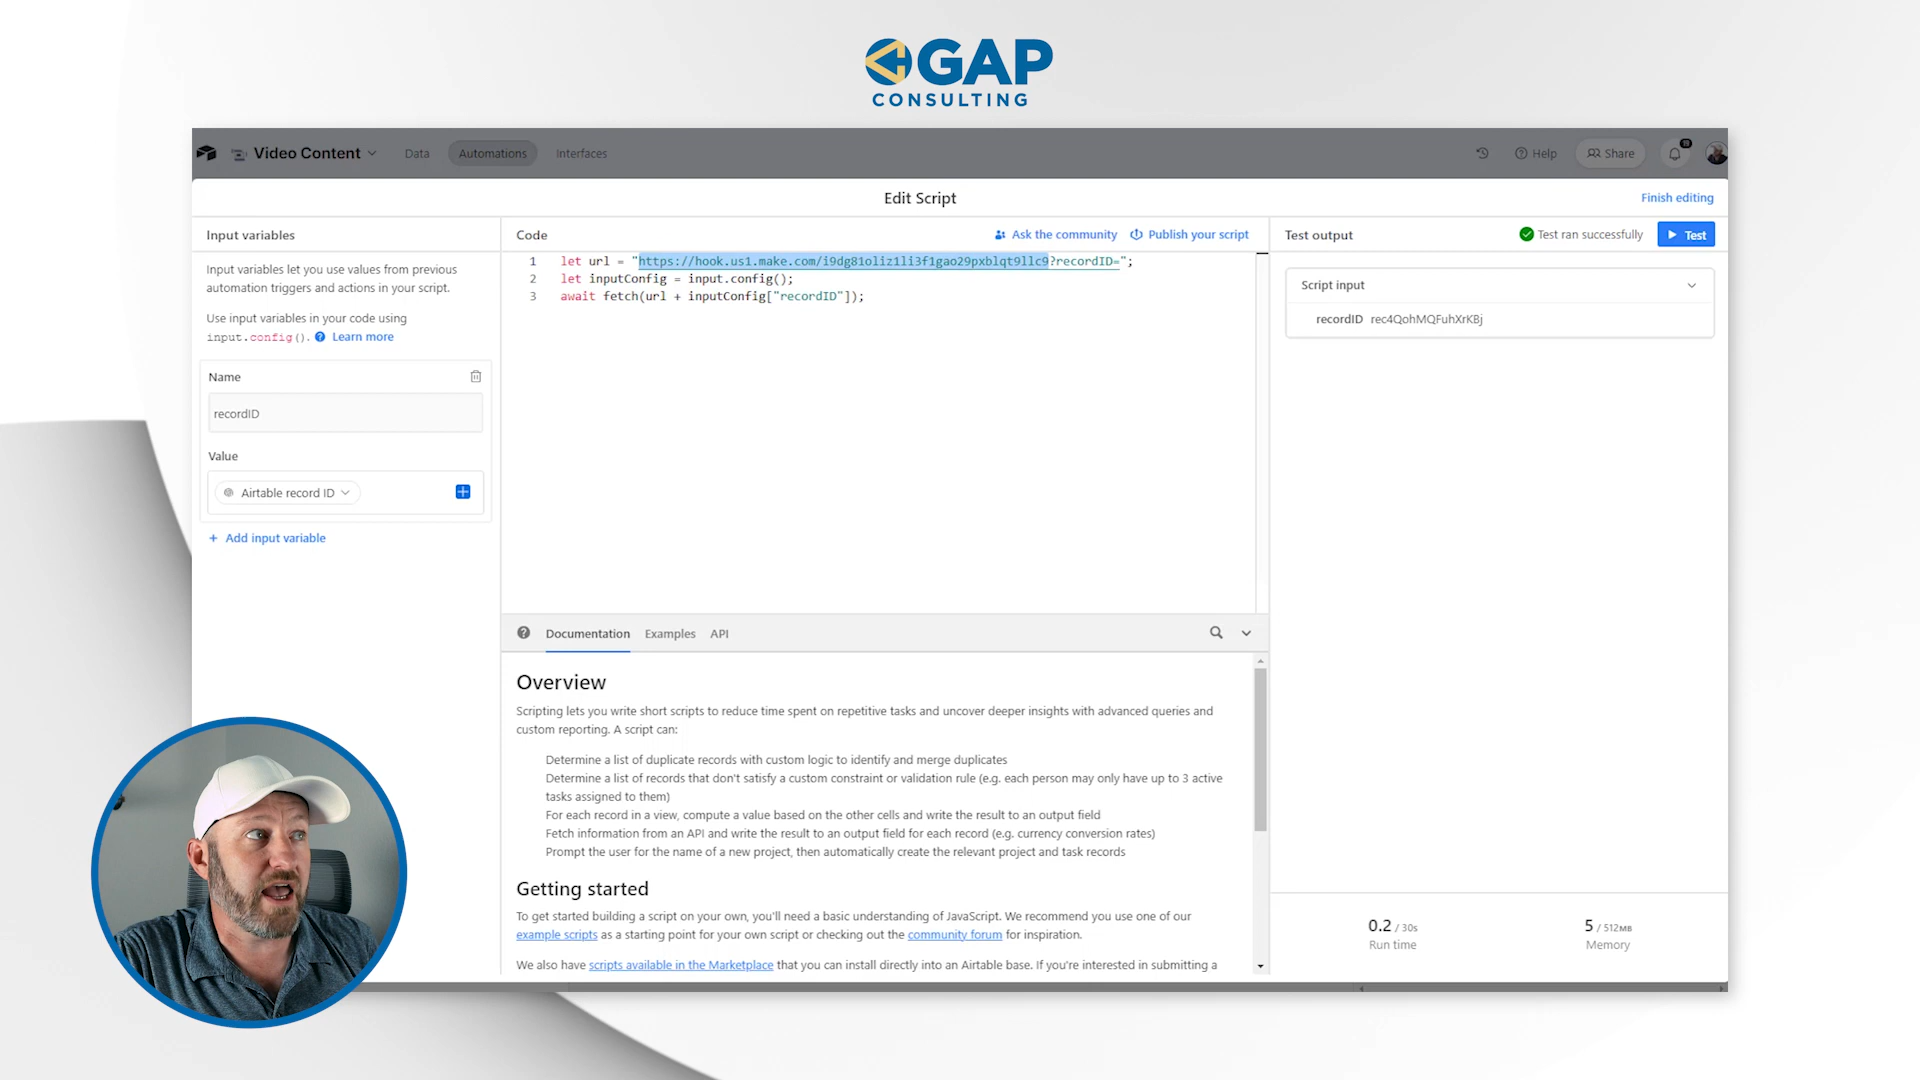 GAP
CONSULTING
Video Content
Data
Automations
Interfaces
Help
Share
Edit Script
Finish editing
Input variables
Input variables let you use values from previous
automation triggers and actions in your script.
Use input variables in your code using
input.config(). Learn more
Name
recordID
Value
Airtable record ID
+ Add input variable
Code
Ask the community
Publish your script
1 let url = "https://hook.us1.make.com/i9dg81oliz1li3f1gao29pxblqt9llc9?recordID=";
2 let inputConfig = input.config();
3 await fetch(url + inputConfig["recordID"]);
Documentation
Examples
API
Overview
Scripting lets you write short scripts to reduce time spent on repetitive tasks and uncover deeper insights with advanced queries and
custom reporting. A script can:
Determine a list of duplicate records with custom logic to identify and merge duplicates
Determine a list of records that don't satisfy a custom constraint or validation rule (e.g. each person may only have up to 3 active
tasks assigned to them)
For each record in a view, compute a value based on the other cells and write the result to an output field
Fetch information from an API and write the result to an output field for each record (e.g. currency conversion rates)
Prompt the user for the name of a new project, then automatically create the relevant project and task records
Getting started
To get started building a script on your own, you'll need a basic understanding of JavaScript. We recommend you use one of our
example scripts as a starting point for your own script or checking out the community forum for inspiration.
We also have scripts available in the Marketplace that you can install directly into an Airtable base. If you're interested in submitting a
Test output
Test ran successfully
Test
Script input
recordID rec4QohMQFuhXrKBj
0.2 / 30s
Run time
5 / 512MB
Memory